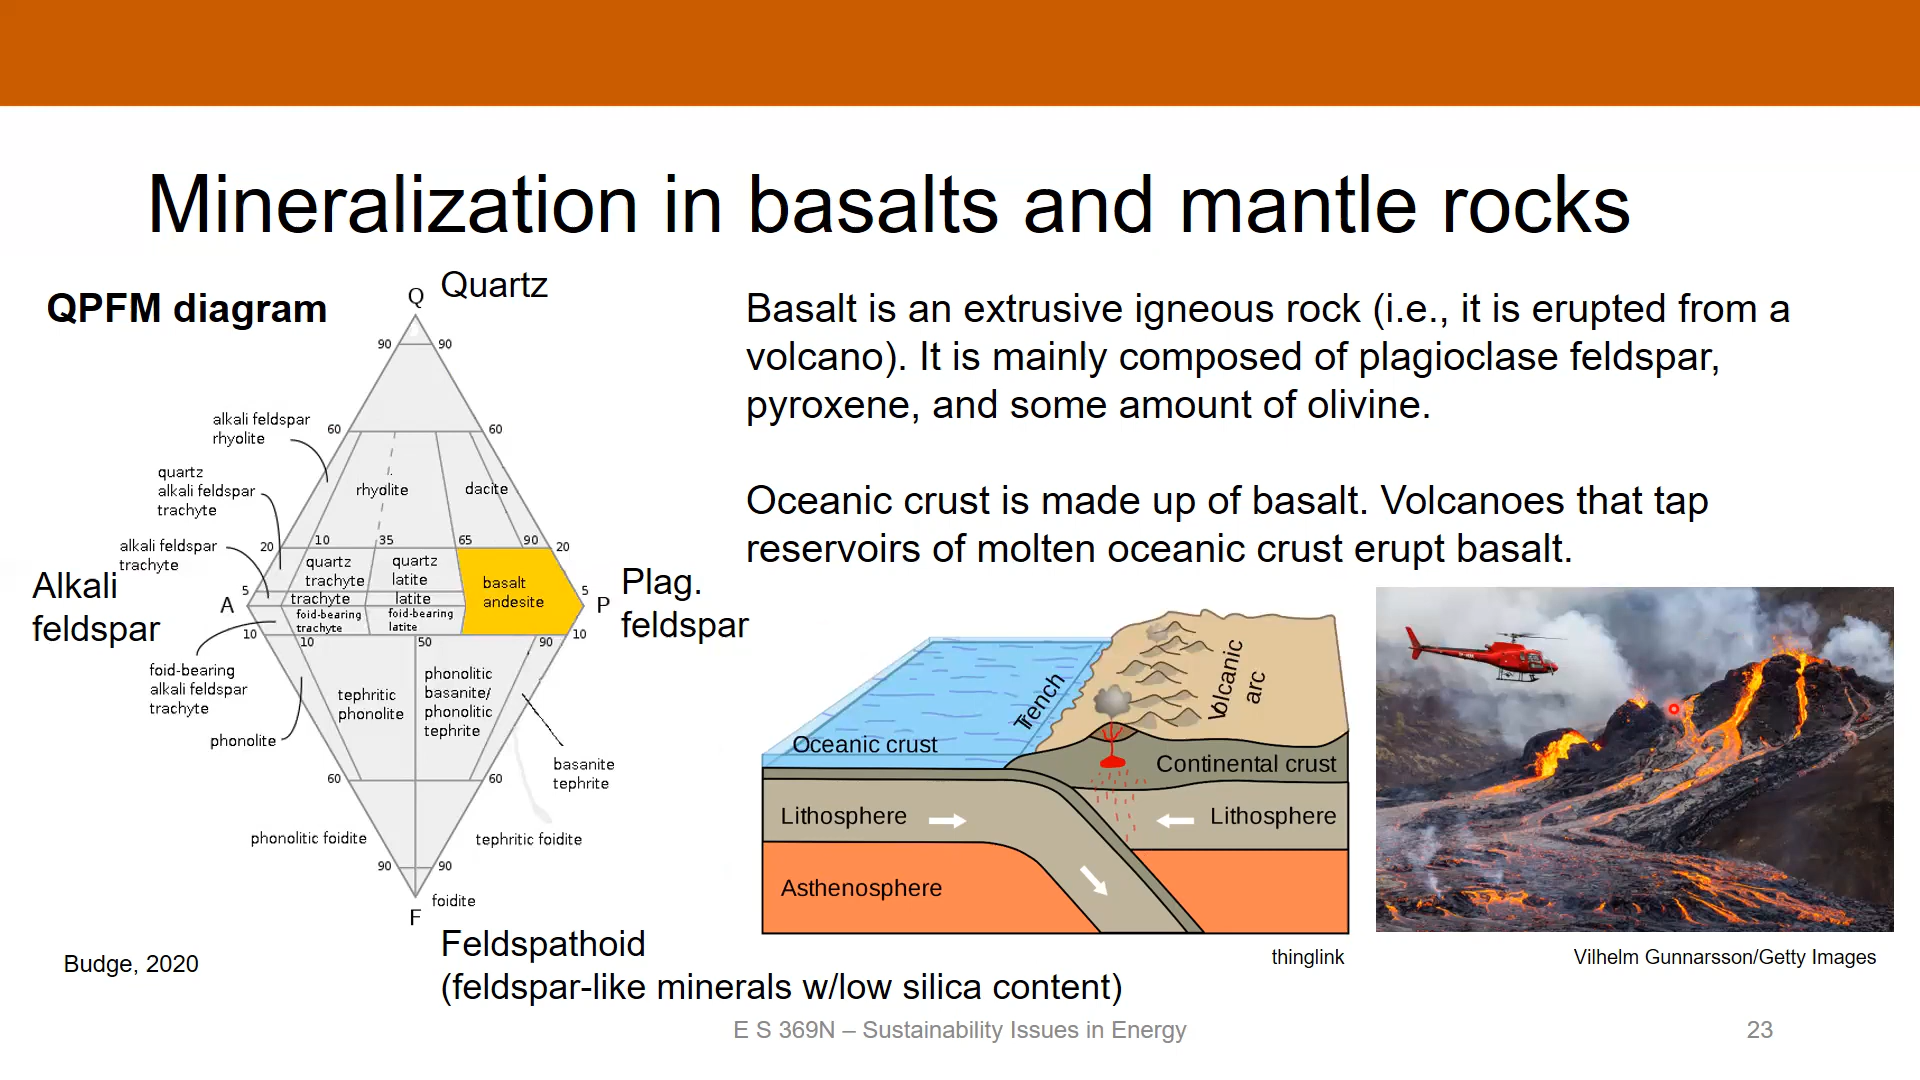 Mineralization in basalts and mantle rocks
QPFM diagram
Q
Quartz
90
90
alkali feldspar
rhyolite
60
60
quartz
alkali feldspar
trachyte
rhyolite
dacite
alkali feldspar
trachyte
20
10
35
65
90
20
quartz
trachyte
quartz
latite
basalt
andesite
5
5
trachyte
latite
Alkali
feldspar
A
P
Plag.
feldspar
foid-bearing
trachyte
foid-bearing
latite
10
10
10
50
90
foid-bearing
alkali feldspar
trachyte
tephritic
phonolite
phonolitic
basanite/
phonolitic
tephrite
phonolite
basanite
tephrite
60
60
phonolitic foidite
tephritic foidite
90
90
foidite
F
Feldspathoid
(feldspar-like minerals w/low silica content)
Budge, 2020
Basalt is an extrusive igneous rock (i.e., it is erupted from a
volcano). It is mainly composed of plagioclase feldspar,
pyroxene, and some amount of olivine.
Oceanic crust is made up of basalt. Volcanoes that tap
reservoirs of molten oceanic crust erupt basalt.
Trench
Volcanic
arc
Oceanic crust
Continental crust
Lithosphere
Lithosphere
Asthenosphere
thinglink
Vilhelm Gunnarsson/Getty Images
E S 369N – Sustainability Issues in Energy
23